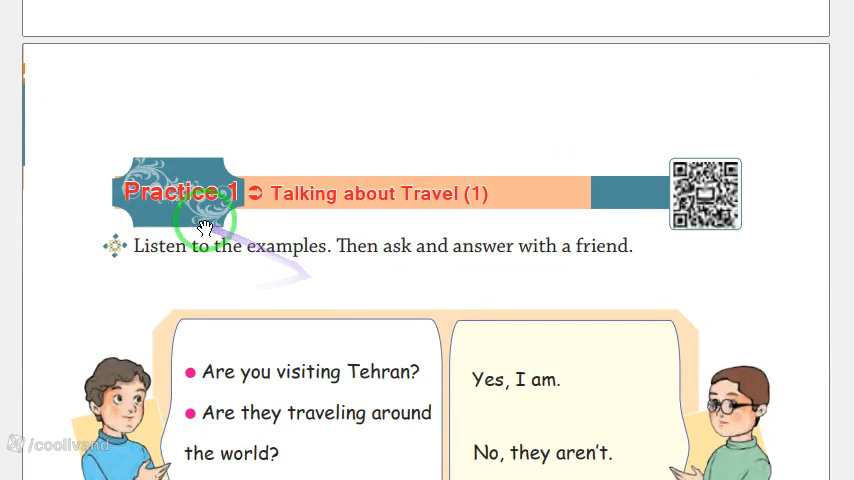 Practice 1 ➲ Talking about Travel (1)
Listen to the examples. Then ask and answer with a friend.
● Are you visiting Tehran?
● Are they traveling around
the world?
Yes, I am.
No, they aren't.
/coolivand